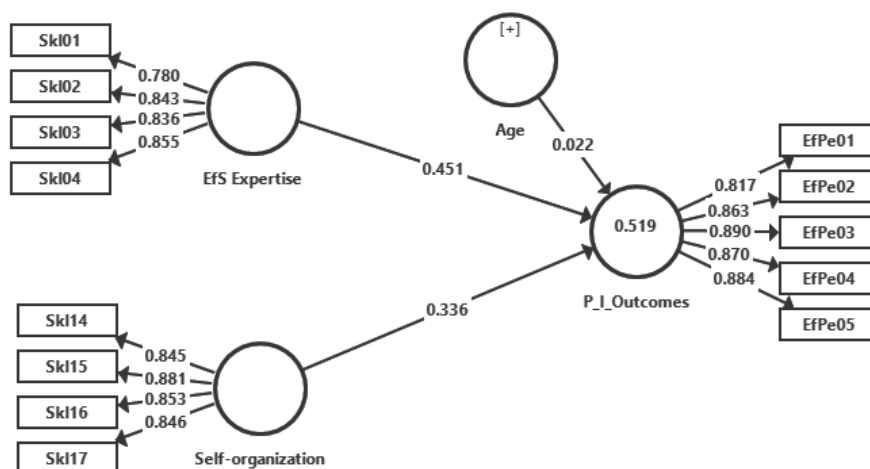 Skl01
Skl02
Skl03
Skl04
0.780
0.843
0.836
0.855
EfS Expertise
[+]
Age
0.022
0.451
0.519
P_I_Outcomes
0.817
0.863
0.890
0.870
0.884
EfPe01
EfPe02
EfPe03
EfPe04
EfPe05
0.336
Skl14
Skl15
Skl16
Skl17
0.845
0.881
0.853
0.846
Self-organization